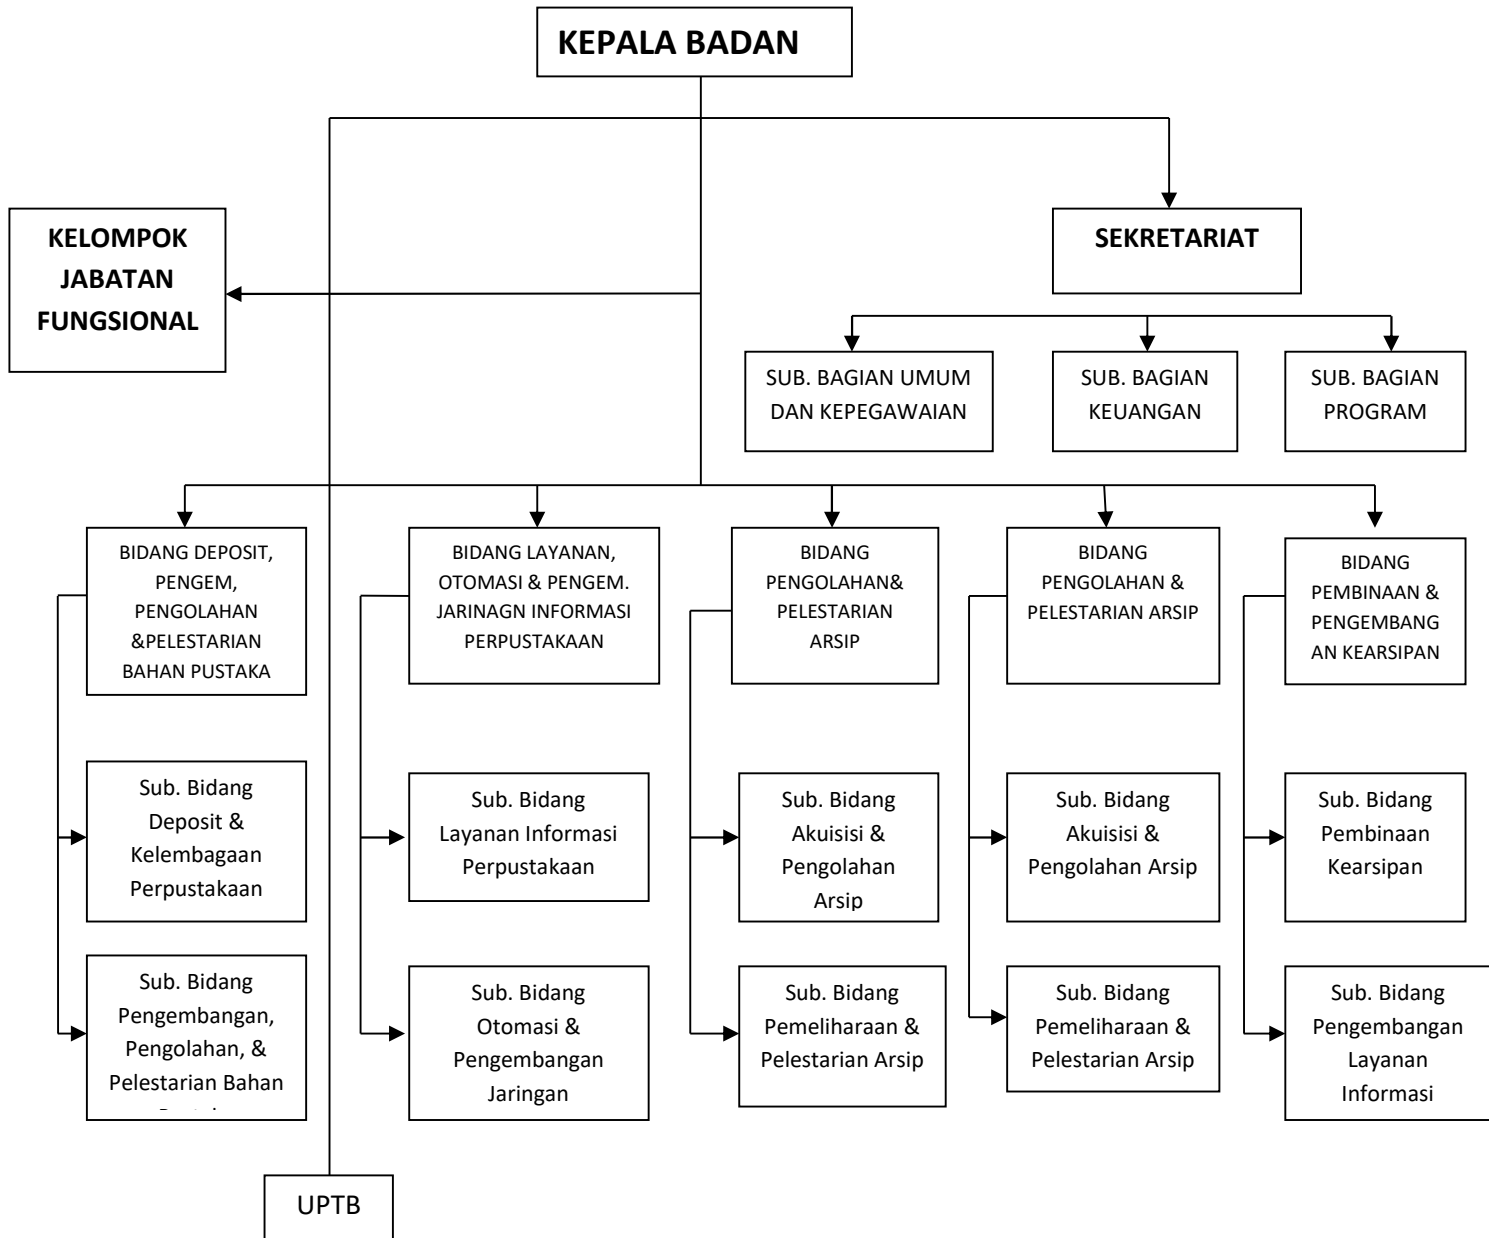 KEPALA BADAN
KELOMPOK
JABATAN
FUNGSIONAL
SEKRETARIAT
SUB. BAGIAN UMUM
DAN KEPEGAWAIAN
SUB. BAGIAN
KEUANGAN
SUB. BAGIAN
PROGRAM
BIDANG DEPOSIT,
PENGEM,
PENGOLAHAN
&PELESTARIAN
BAHAN PUSTAKA
BIDANG LAYANAN,
OTOMASI & PENGEM.
JARINAGN INFORMASI
PERPUSTAKAAN
BIDANG
PENGOLAHAN&
PELESTARIAN
ARSIP
BIDANG
PENGOLAHAN &
PELESTARIAN ARSIP
BIDANG
PEMBINAAN &
PENGEMBANG
AN KEARSIPAN
Sub. Bidang
Deposit &
Kelembagaan
Perpustakaan
Sub. Bidang
Layanan Informasi
Perpustakaan
Sub. Bidang
Akuisisi &
Pengolahan
Arsip
Sub. Bidang
Akuisisi &
Pengolahan Arsip
Sub. Bidang
Pembinaan
Kearsipan
Sub. Bidang
Pengembangan,
Pengolahan, &
Pelestarian Bahan
Sub. Bidang
Otomasi &
Pengembangan
Jaringan
Sub. Bidang
Pemeliharaan &
Pelestarian Arsip
Sub. Bidang
Pemeliharaan &
Pelestarian Arsip
Sub. Bidang
Pengembangan
Layanan
Informasi
UPTB